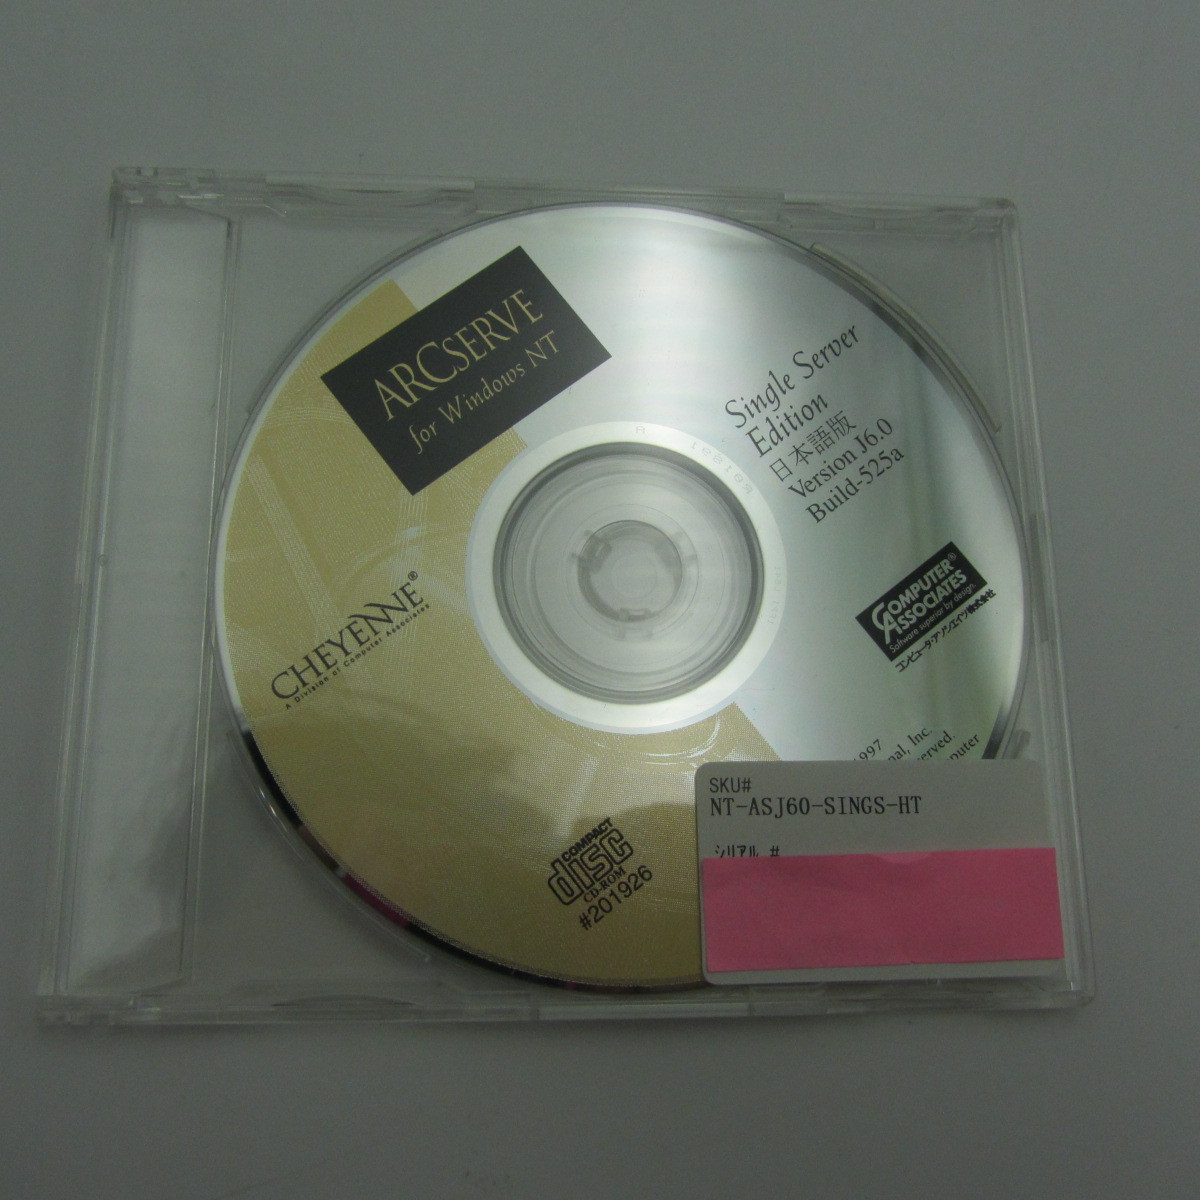 ARCSERVE
for Windows NT
Single Server
Edition
日本語版
Version J6.0
Build-525a
CHEYENNE®
A Division of Computer Associates
COMPUTER®
ASSOCIATES
Software superior by design.
コンピュータ・アソシエイツ株式会社
1997
Inc.
COMPACT
disc
CD-ROM
#201926
SKU#
NT-ASJ60-SINGS-HT
シリアル #